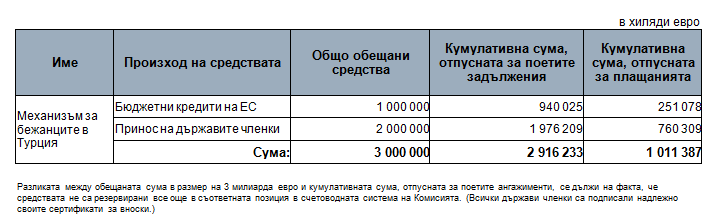 в хиляди евро
Име Произход на средствата Общо обещани средства Кумулативна сума, отпусната за поетите задължения Кумулативна сума, отпусната за плащанията
Механизъм за бежанците в Турция
Бюджетни кредити на ЕС 1 000 000 940 025 251 078
Принос на държавите членки 2 000 000 1 976 209 760 309
Сума: 3 000 000 2 916 233 1 011 387
Разликата между обещаната сума в размер на 3 милиарда евро и кумулативната сума, отпусната за поетите ангажименти, се дължи на факта, че
средствата не са резервирани все още в съответната позиция в счетоводната система на Комисията. (Всички държави членки са подписали надлежно
своите сертификати за вноски.)